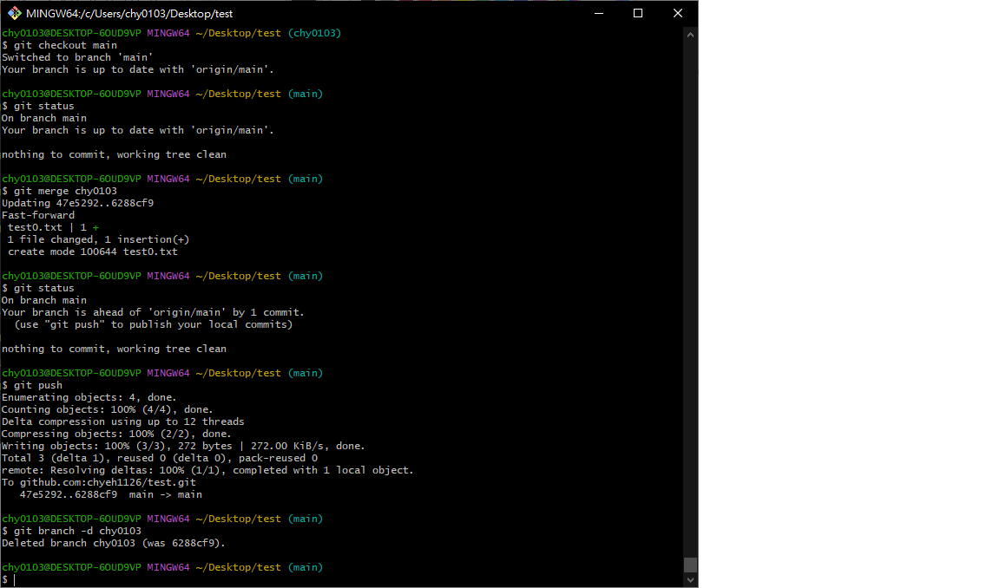 MINGW64:/c/Users/chy0103/Desktop/test
chy0103@DESKTOP-6OUD9VP MINGW64 ~/Desktop/test (chy0103)
$ git checkout main
Switched to branch 'main'
Your branch is up to date with 'origin/main'.
chy0103@DESKTOP-6OUD9VP MINGW64 ~/Desktop/test (main)
$ git status
On branch main
Your branch is up to date with 'origin/main'.
nothing to commit, working tree clean
chy0103@DESKTOP-6OUD9VP MINGW64 ~/Desktop/test (main)
$ git merge chy0103
Updating 47e5292..6288cf9
Fast-forward
 test0.txt | 1 +
 1 file changed, 1 insertion(+)
 create mode 100644 test0.txt
chy0103@DESKTOP-6OUD9VP MINGW64 ~/Desktop/test (main)
$ git status
On branch main
Your branch is ahead of 'origin/main' by 1 commit.
  (use "git push" to publish your local commits)
nothing to commit, working tree clean
chy0103@DESKTOP-6OUD9VP MINGW64 ~/Desktop/test (main)
$ git push
Enumerating objects: 4, done.
Counting objects: 100% (4/4), done.
Delta compression using up to 12 threads
Compressing objects: 100% (2/2), done.
Writing objects: 100% (3/3), 272 bytes | 272.00 KiB/s, done.
Total 3 (delta 1), reused 0 (delta 0), pack-reused 0
remote: Resolving deltas: 100% (1/1), completed with 1 local object.
To github.com:chyeh1126/test.git
   47e5292..6288cf9  main -> main
chy0103@DESKTOP-6OUD9VP MINGW64 ~/Desktop/test (main)
$ git branch -d chy0103
Deleted branch chy0103 (was 6288cf9).
chy0103@DESKTOP-6OUD9VP MINGW64 ~/Desktop/test (main)
$